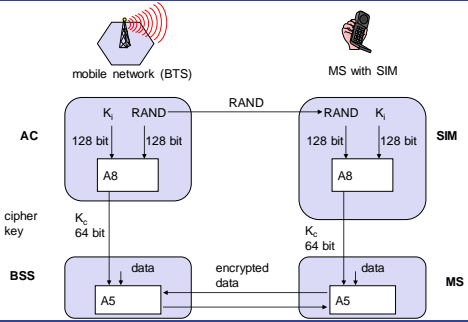 mobile network (BTS)
MS with SIM
RAND
AC
Ki RAND
RAND Ki
SIM
128 bit 128 bit
128 bit 128 bit
A8
A8
cipher
key
Kc
64 bit
Kc
64 bit
BSS
data
encrypted
data
data
MS
A5
A5